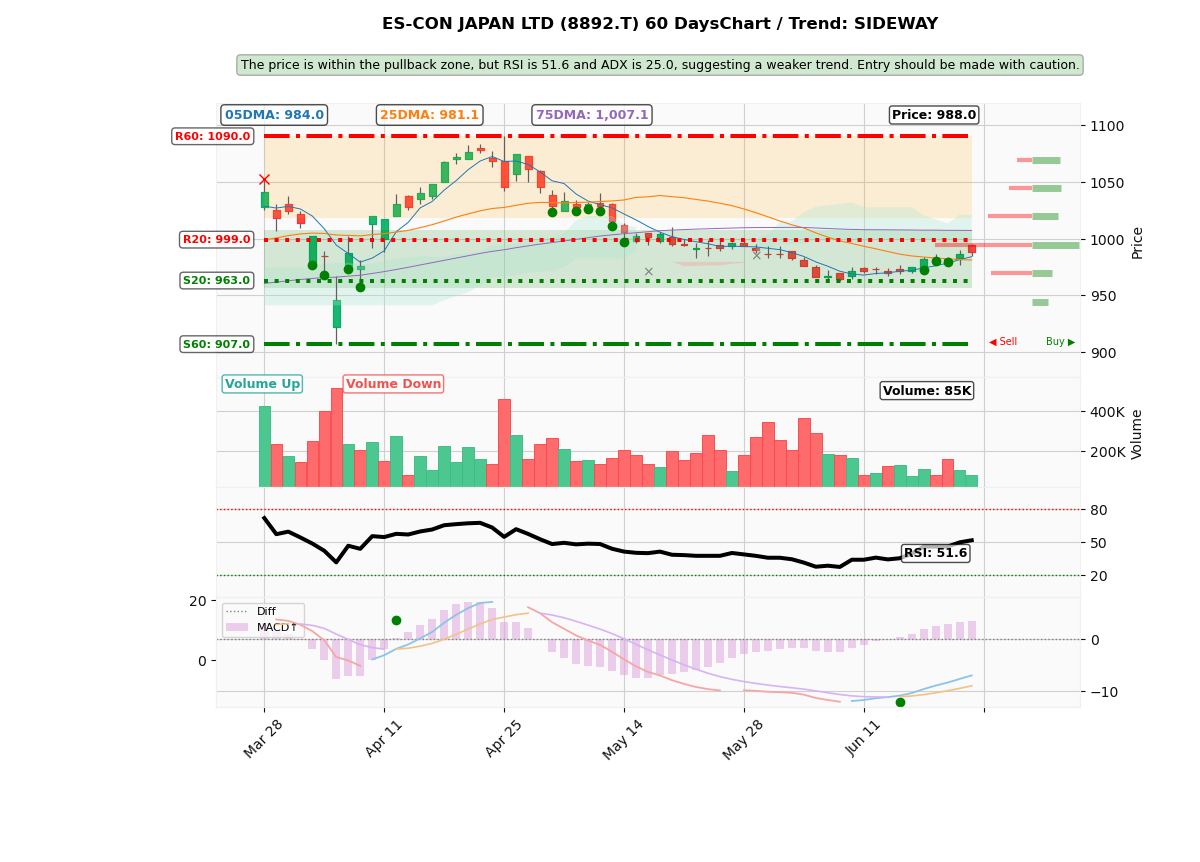 ES-CON JAPAN LTD (8892.T) 60 DaysChart / Trend: SIDEWAY
The price is within the pullback zone, but RSI is 51.6 and ADX is 25.0, suggesting a weaker trend. Entry should be made with caution.
05DMA: 984.0
25DMA: 981.1
75DMA: 1,007.1
Price: 988.0
R60: 1090.0
R20: 999.0
S20: 963.0
S60: 907.0
1100
1050
1000
950
900
Price
◀ Sell
Buy ▶
Volume Up
Volume Down
Volume: 85K
400K
200K
Volume
80
50
20
RSI: 51.6
20
0
Diff
MACD↑
0
−10
Mar 28
Apr 11
Apr 25
May 14
May 28
Jun 11